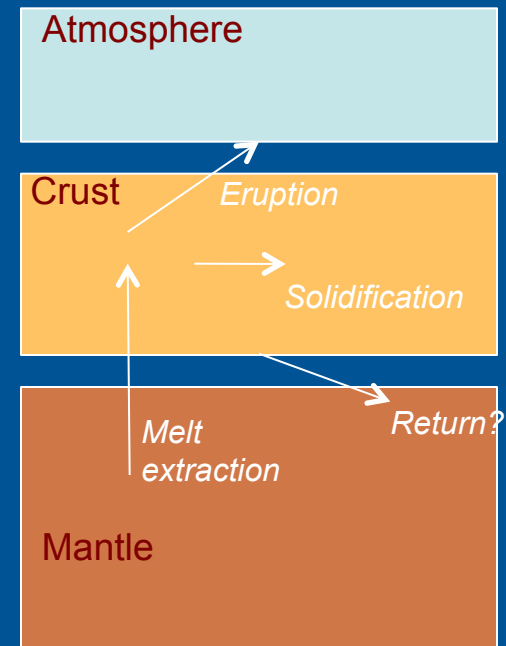 Atmosphere
Crust
Eruption
Solidification
Melt
extraction
Return?
Mantle